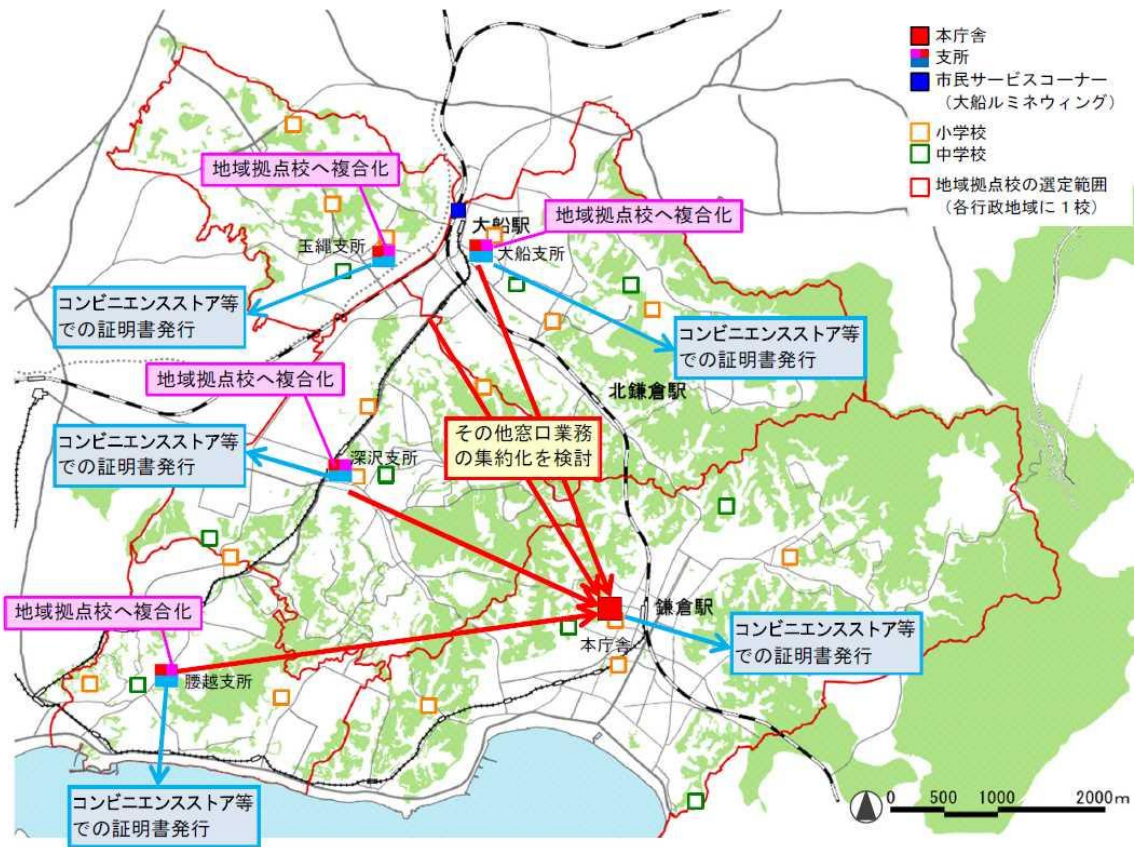 本庁舎
支所
市民サービスコーナー
（大船ルミネウィング）
小学校
中学校
地域拠点校の選定範囲
（各行政地域に１校）
地域拠点校へ複合化
地域拠点校へ複合化
大船駅
玉縄支所
大船支所
コンビニエンスストア等
での証明書発行
コンビニエンスストア等
での証明書発行
地域拠点校へ複合化
北鎌倉駅
その他窓口業務
の集約化を検討
コンビニエンスストア等
での証明書発行
深沢支所
地域拠点校へ複合化
鎌倉駅
本庁舎
コンビニエンスストア等
での証明書発行
腰越支所
コンビニエンスストア等
での証明書発行
0 500 1000 2000m